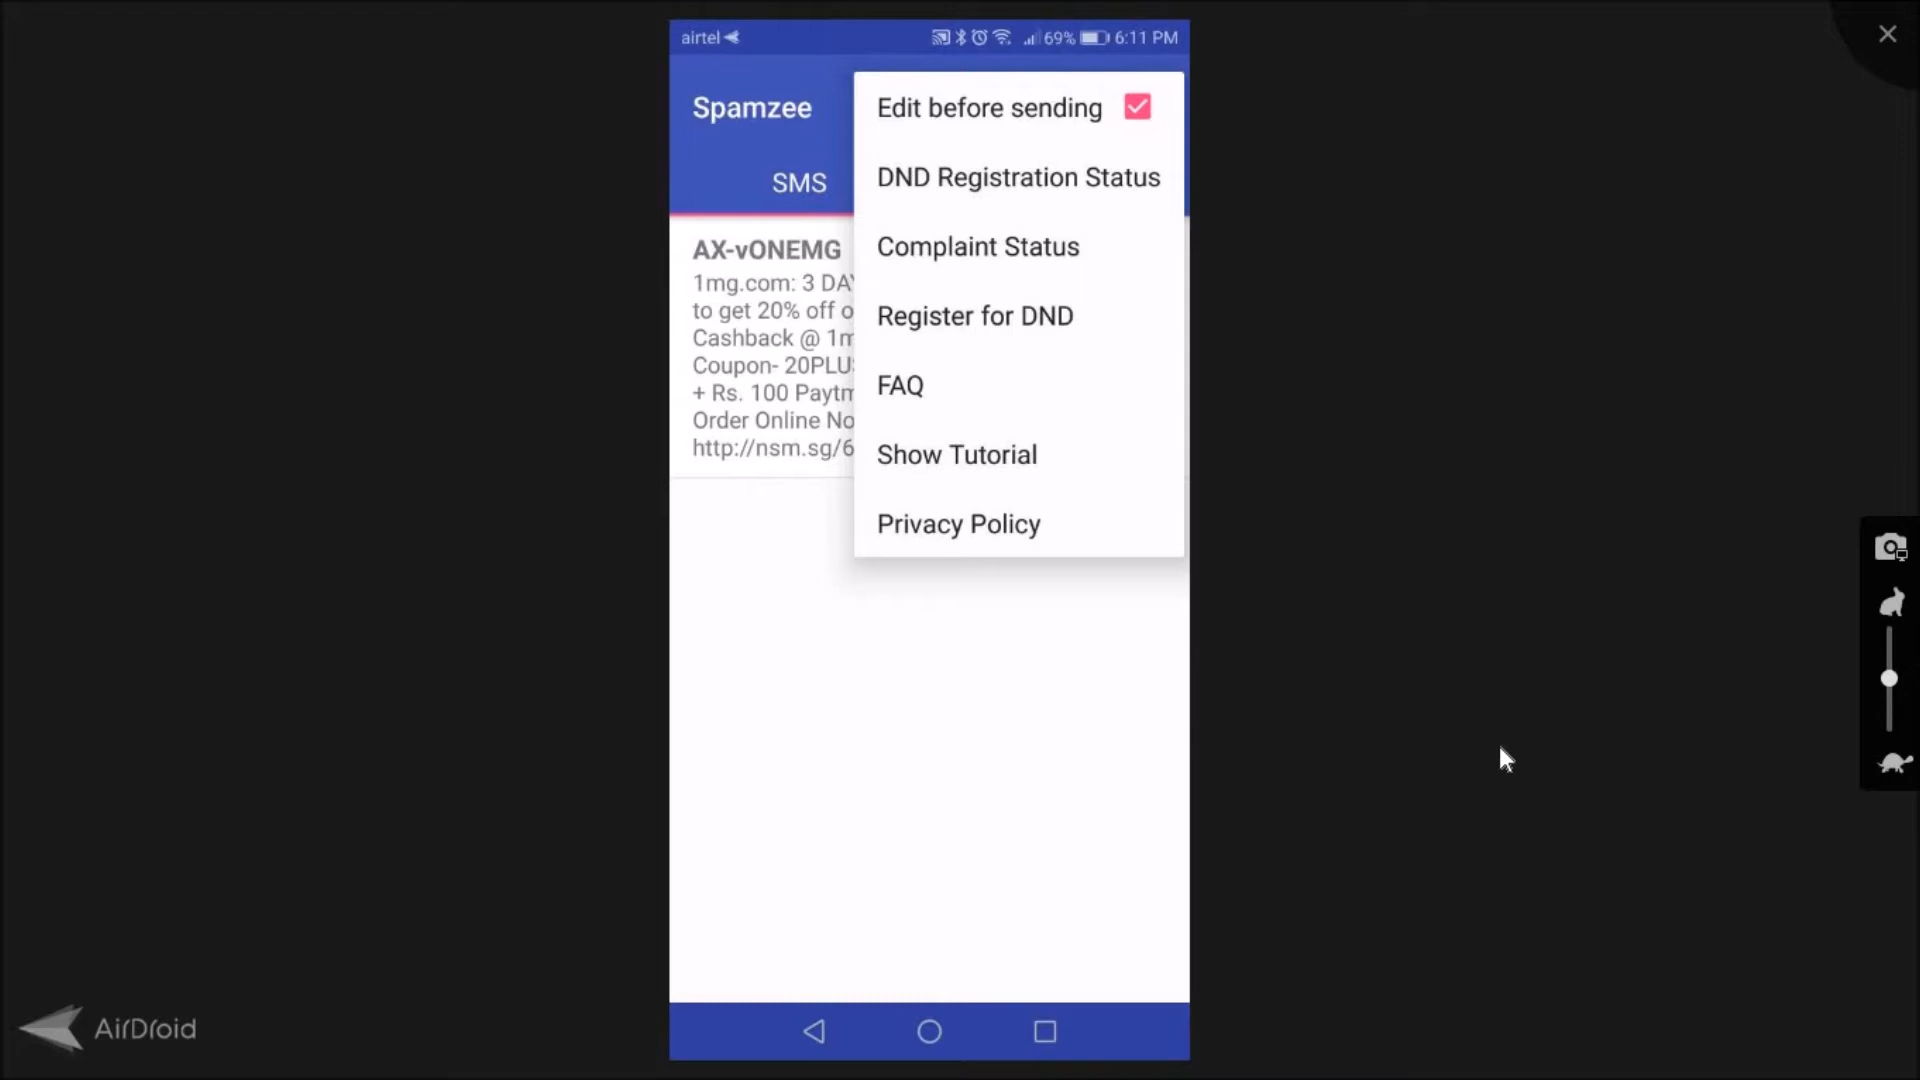 airtel
69%
6:11 PM
Spamzee
SMS
Edit before sending
DND Registration Status
Complaint Status
Register for DND
FAQ
Show Tutorial
Privacy Policy
AX-vONEMG
1mg.com: 3 DAY
to get 20% off o
Cashback @ 1m
Coupon- 20PLUS
+ Rs. 100 Paytm
Order Online No
http://nsm.sg/6
AirDroid